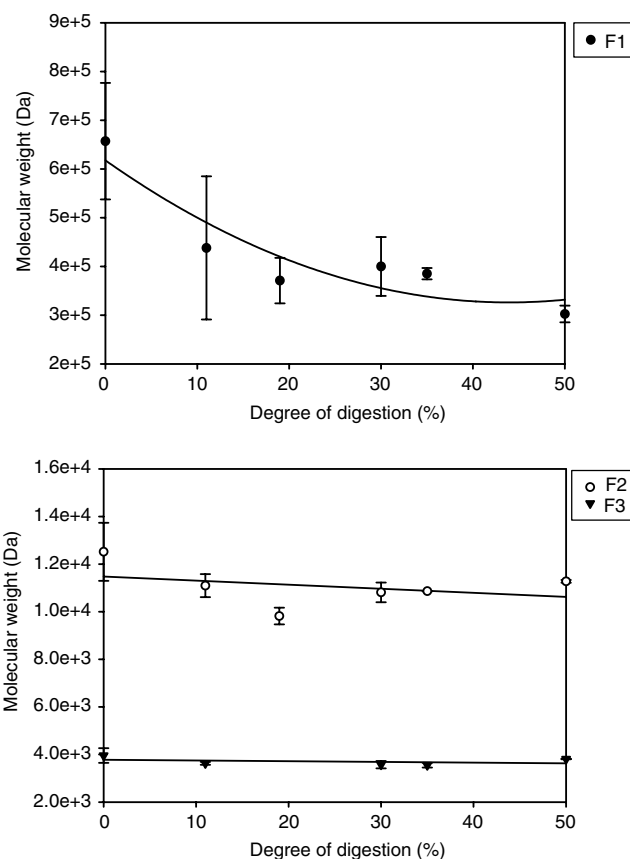 9e+5
8e+5
7e+5
6e+5
5e+5
4e+5
3e+5
2e+5
Molecular weight (Da)
0 10 20 30 40 50
Degree of digestion (%)
F1
1.6e+4
1.4e+4
1.2e+4
1.0e+4
8.0e+3
6.0e+3
4.0e+3
2.0e+3
Molecular weight (Da)
0 10 20 30 40 50
Degree of digestion (%)
F2
F3